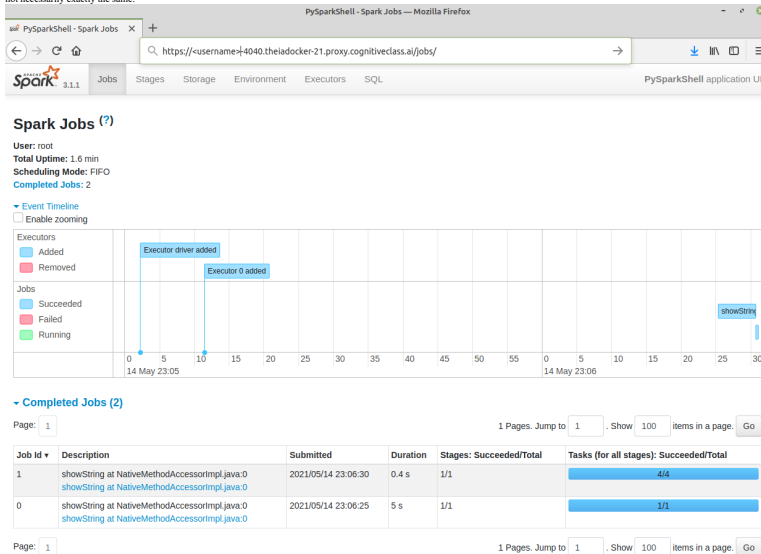 not necessarily exactly the same.
PySparkShell - Spark Jobs — Mozilla Firefox
PySparkShell - Spark Jobs × +
https://<username>-4040.theiadocker-21.proxy.cognitiveclass.ai/jobs/
APACHE Spark 3.1.1 Jobs Stages Storage Environment Executors SQL PySparkShell application UI
Spark Jobs (?)
User: root
Total Uptime: 1.6 min
Scheduling Mode: FIFO
Completed Jobs: 2
Event Timeline
Enable zooming
Executors
Added
Removed
Executor driver added
Executor 0 added
Jobs
Succeeded
Failed
Running
showString
0 5 10 15 20 25 30 35 40 45 50 55 0 5 10 15 20 25 30
14 May 23:05 14 May 23:06
Completed Jobs (2)
Page: 1 1 Pages. Jump to 1 . Show 100 items in a page. Go
Job Id ▾ Description Submitted Duration Stages: Succeeded/Total Tasks (for all stages): Succeeded/Total
1 showString at NativeMethodAccessorImpl.java:0 2021/05/14 23:06:30 0.4 s 1/1 4/4
showString at NativeMethodAccessorImpl.java:0
0 showString at NativeMethodAccessorImpl.java:0 2021/05/14 23:06:25 5 s 1/1 1/1
showString at NativeMethodAccessorImpl.java:0
Page: 1 1 Pages. Jump to 1 . Show 100 items in a page. Go